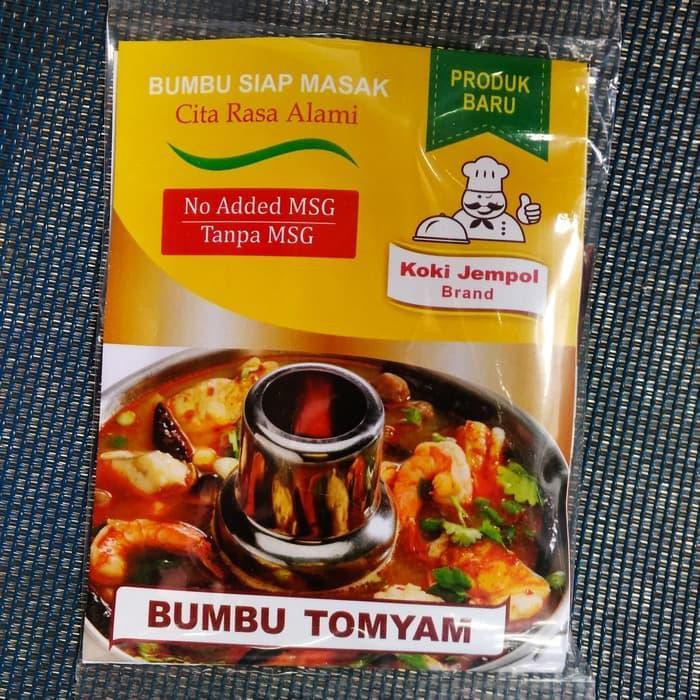 BUMBU SIAP MASAK
Cita Rasa Alami
PRODUK
BARU
No Added MSG
Tanpa MSG
Koki Jempol
Brand
BUMBU TOMYAM